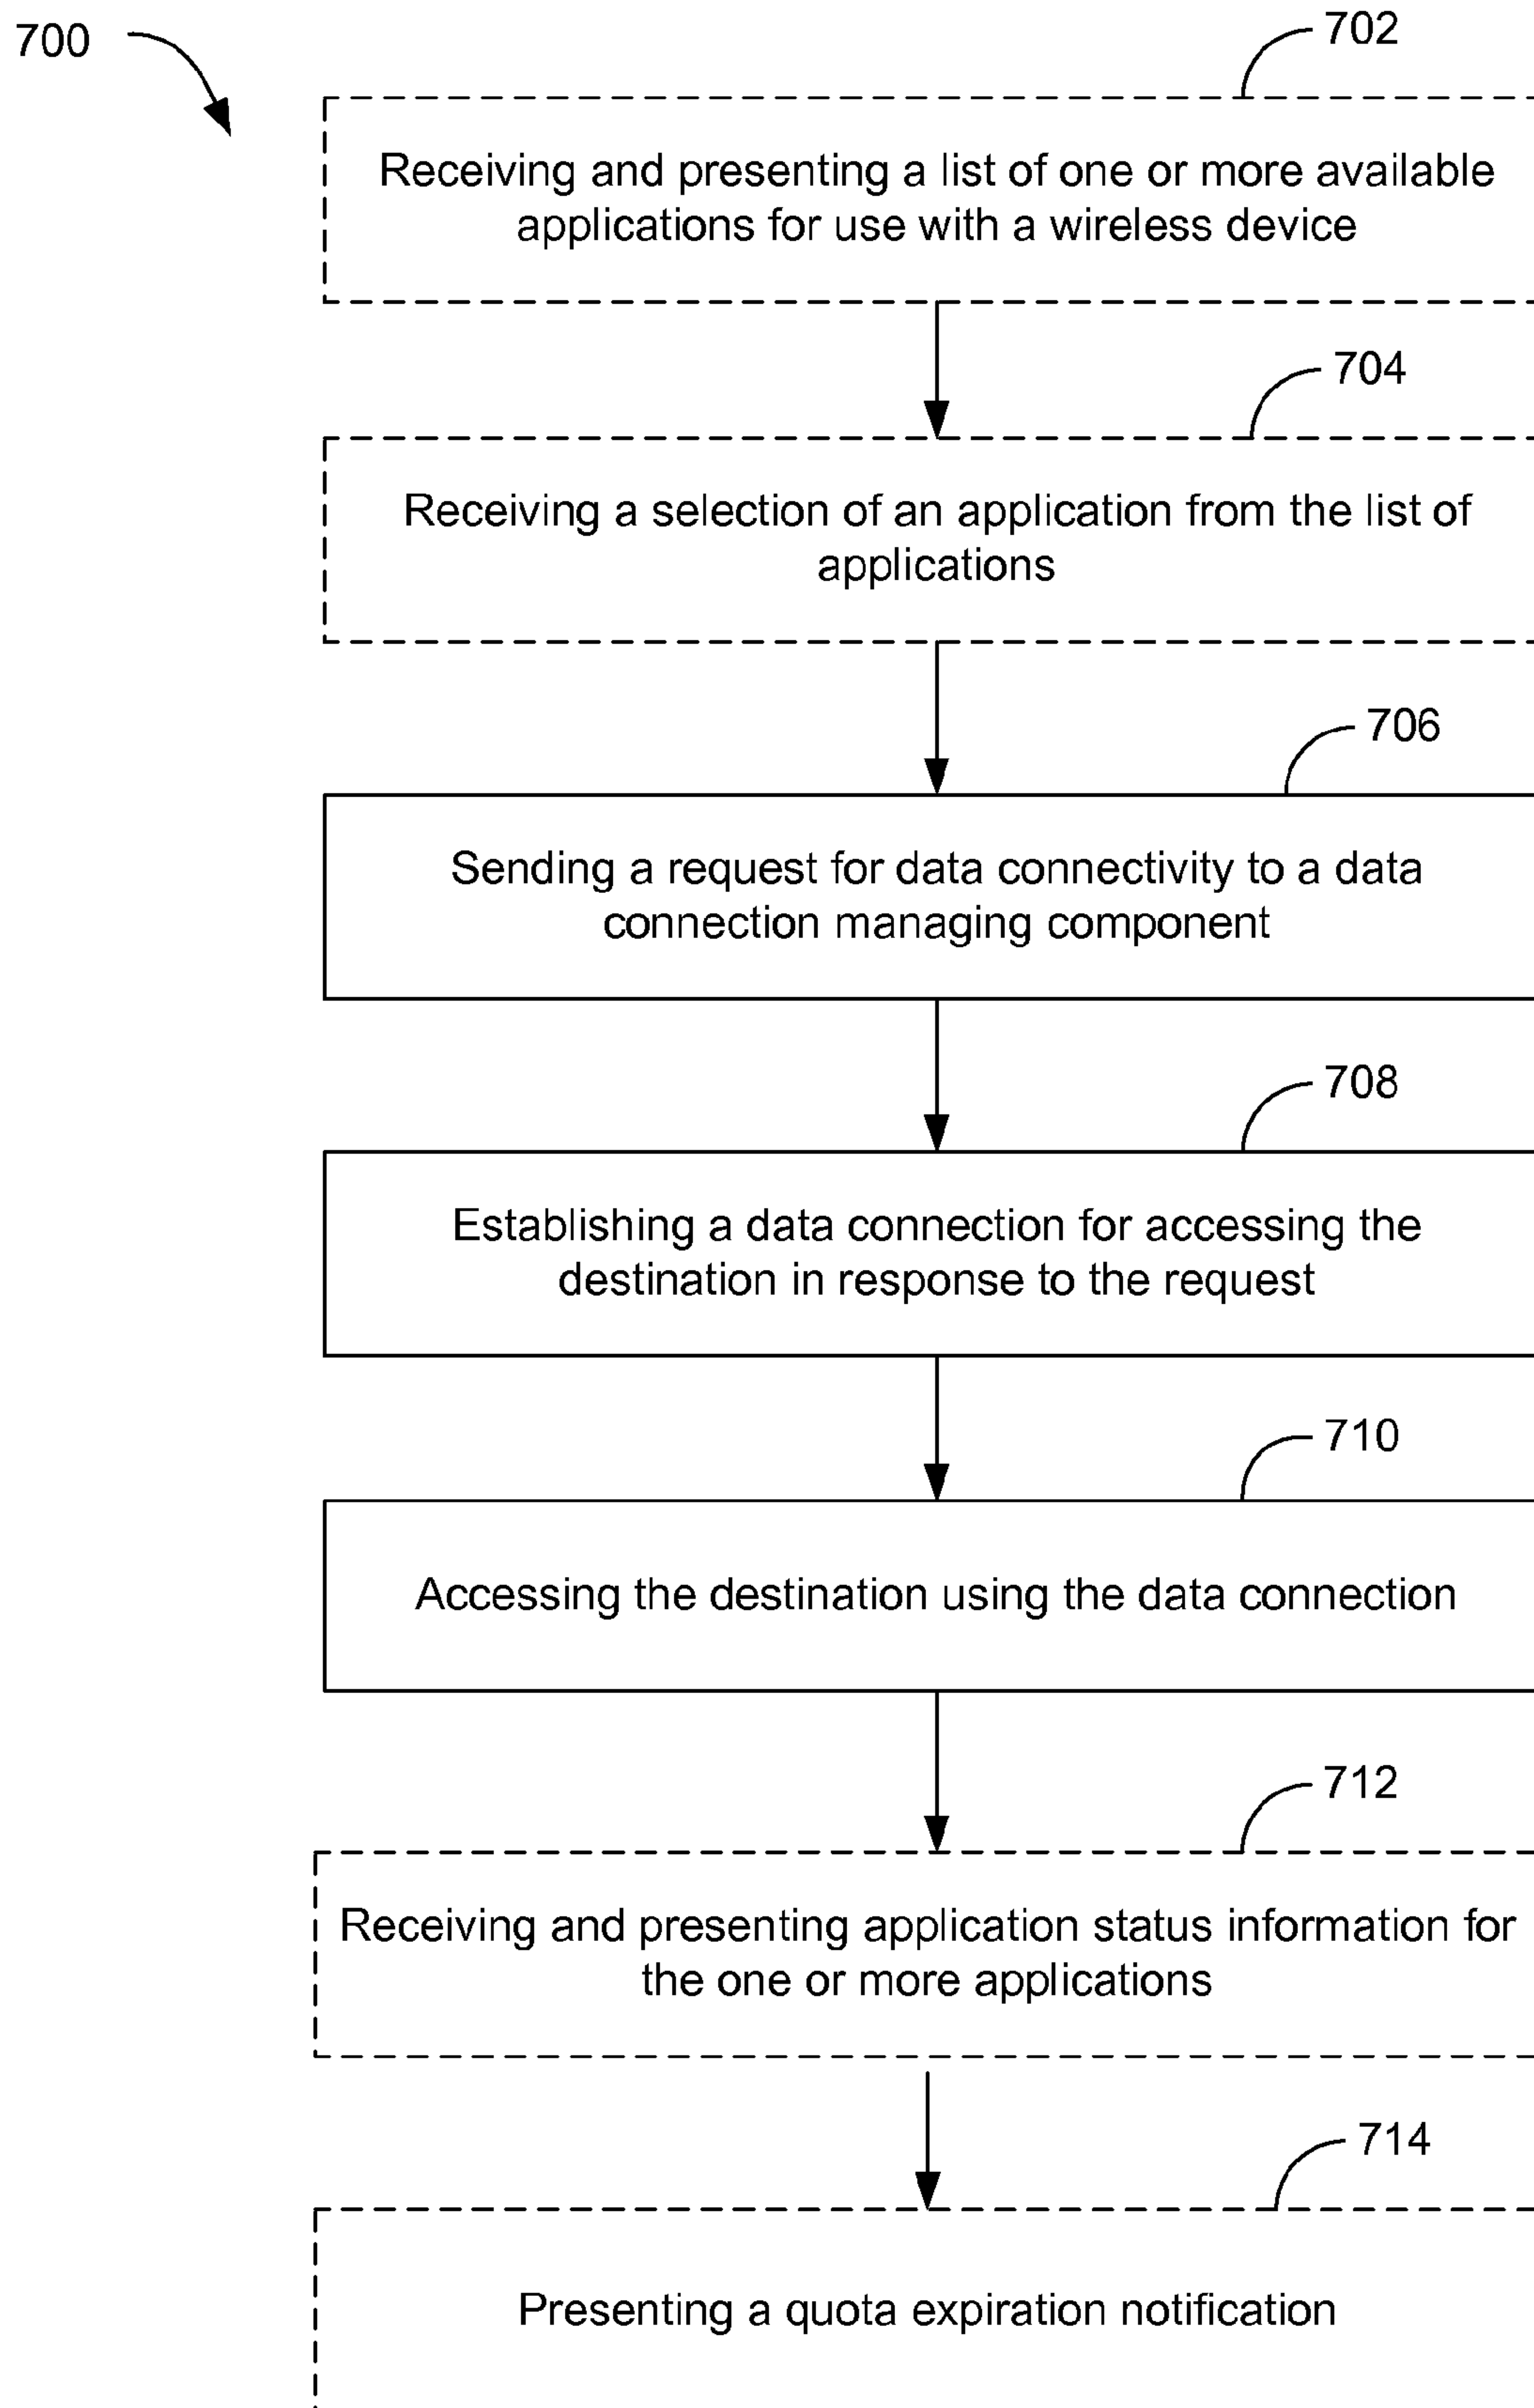 700
702
Receiving and presenting a list of one or more available
applications for use with a wireless device
704
Receiving a selection of an application from the list of
applications
706
Sending a request for data connectivity to a data
connection managing component
708
Establishing a data connection for accessing the
destination in response to the request
710
Accessing the destination using the data connection
712
Receiving and presenting application status information for
the one or more applications
714
Presenting a quota expiration notification